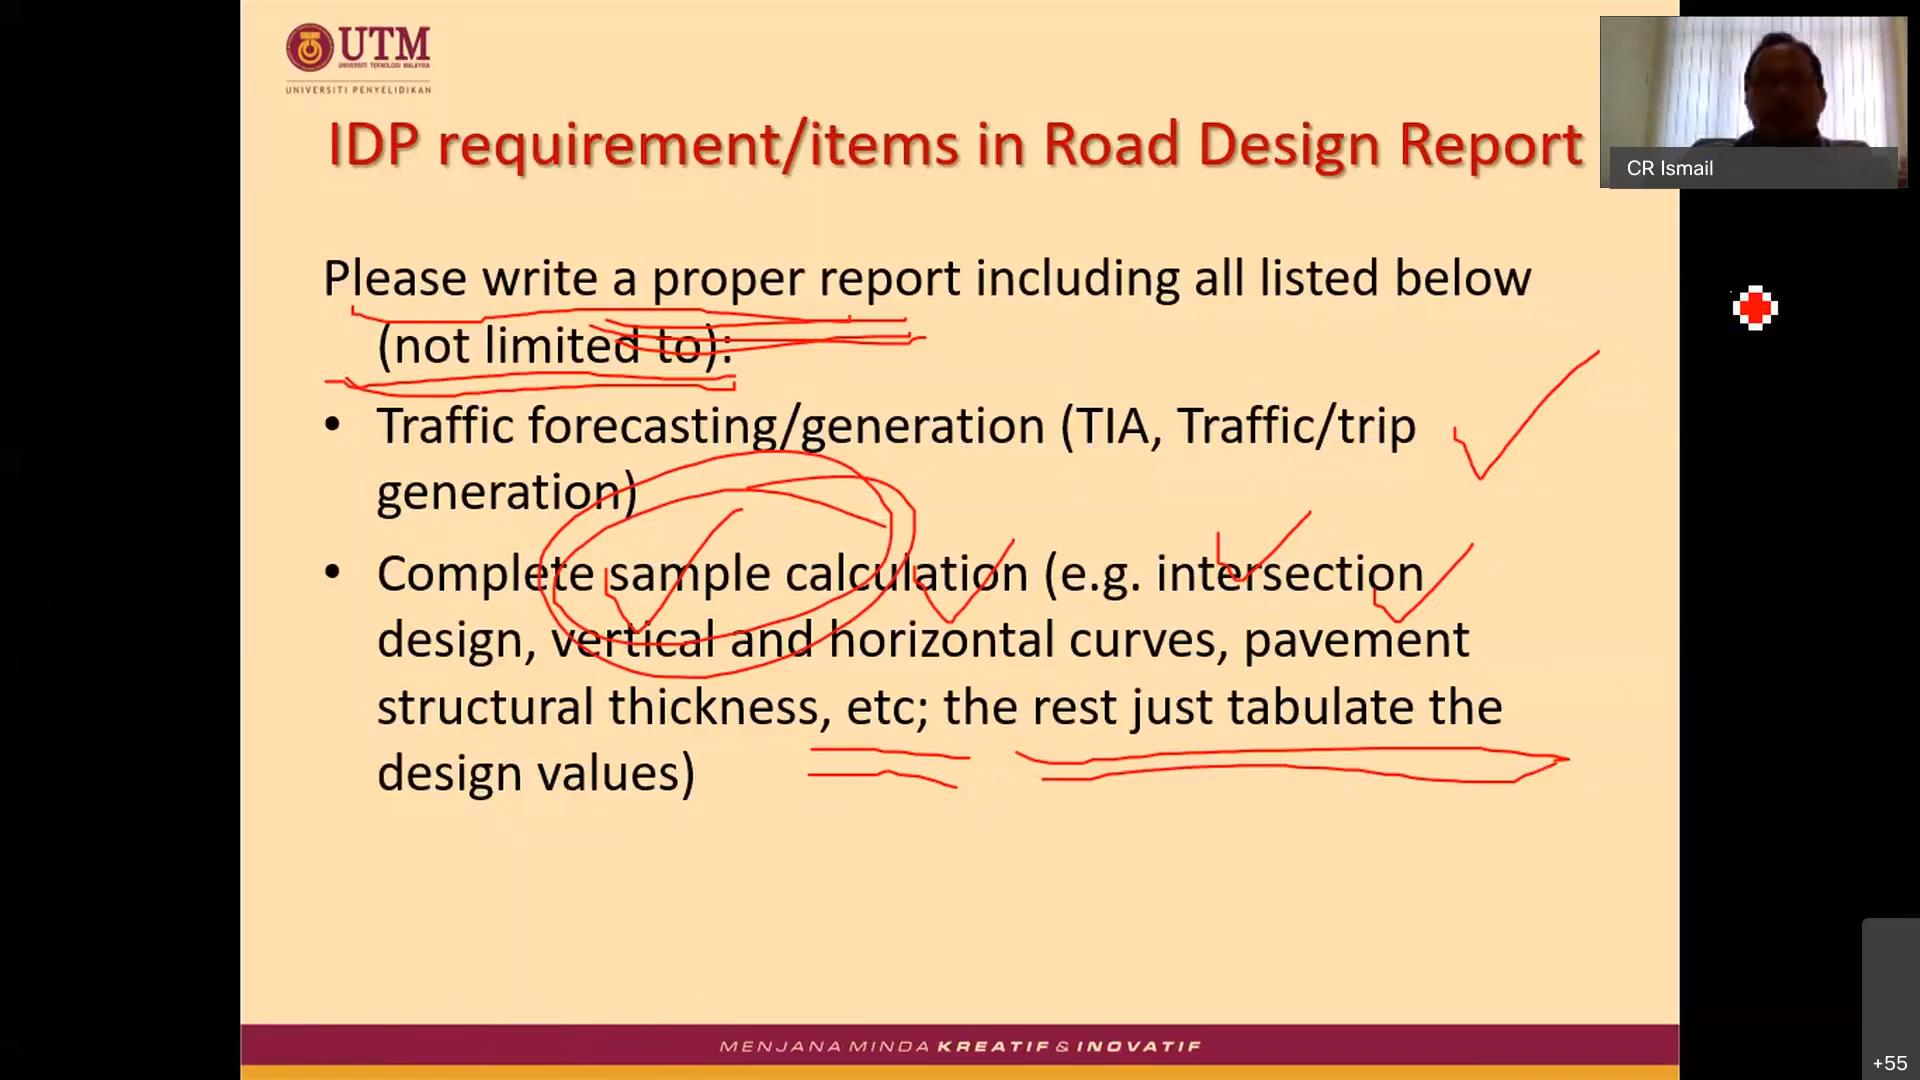 UTM
UNIVERSITI TEKNOLOGI MALAYSIA
UNIVERSITI PENYELIDIKAN
IDP requirement/items in Road Design Report
CR Ismail
Please write a proper report including all listed below
(not limited to):
• Traffic forecasting/generation (TIA, Traffic/trip
generation)
• Complete sample calculation (e.g. intersection
design, vertical and horizontal curves, pavement
structural thickness, etc; the rest just tabulate the
design values)
MENJANA MINDA KREATIF & INOVATIF
+55